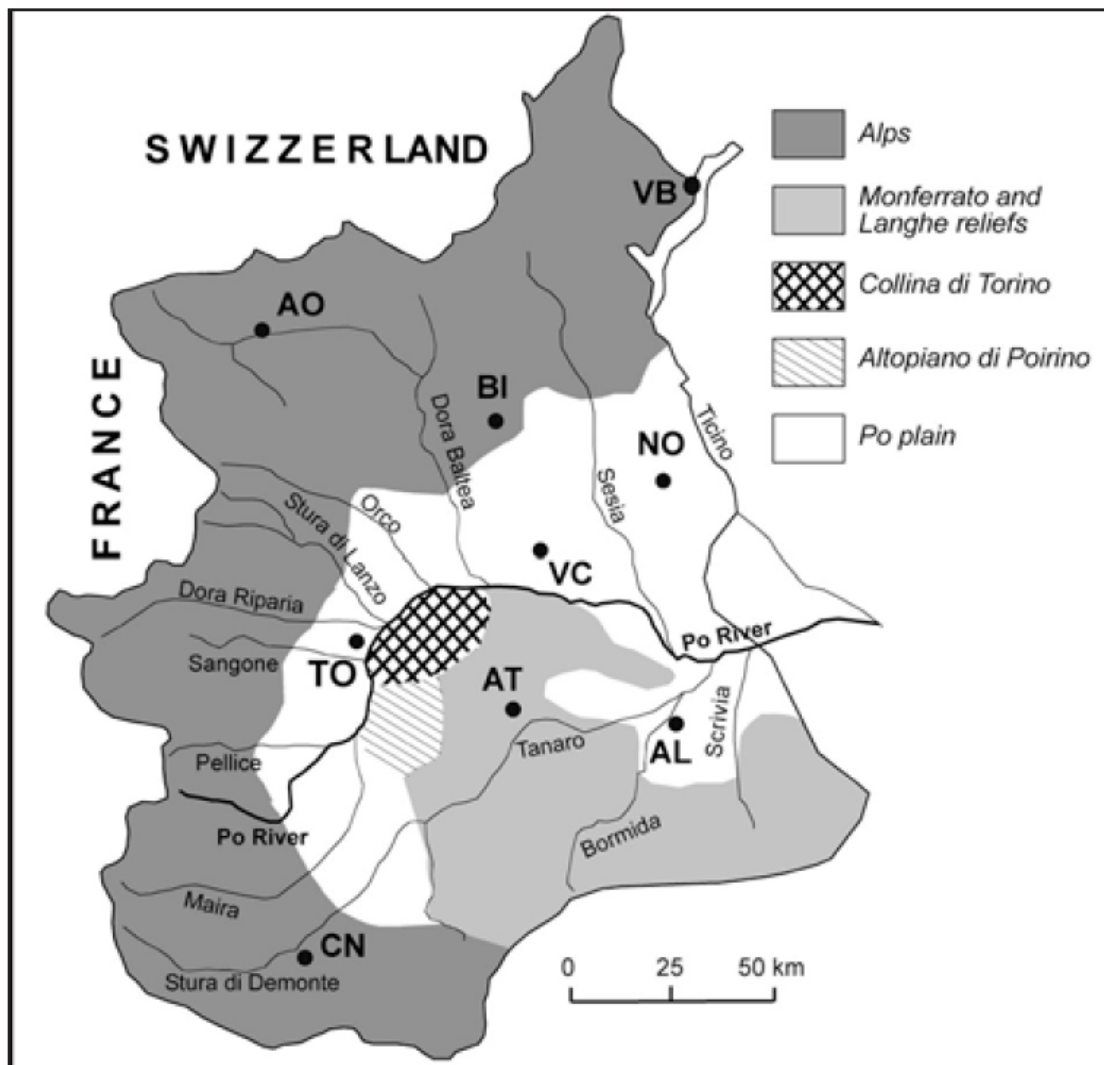 SWIZZERLAND
FRANCE
VB
AO
BI
NO
VC
TO
AT
AL
CN
Dora Baltea
Sesia
Ticino
Orco
Stura di Lanzo
Dora Riparia
Sangone
Po River
Pellice
Po River
Tanaro
Scrivia
Bormida
Maira
Stura di Demonte
Alps
Monferrato and
Langhe reliefs
Collina di Torino
Altopiano di Poirino
Po plain
0 25 50 km